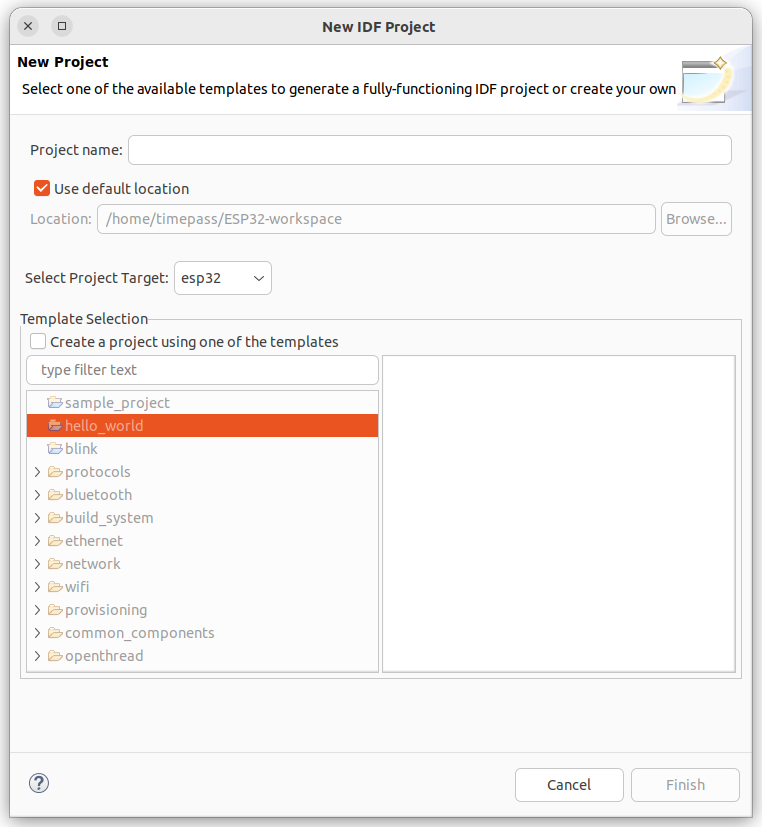 New IDF Project
New Project
Select one of the available templates to generate a fully-functioning IDF project or create your own
Project name:
Use default location
Location: /home/timepass/ESP32-workspace Browse...
Select Project Target: esp32
Template Selection
Create a project using one of the templates
type filter text
sample_project
hello_world
blink
protocols
bluetooth
build_system
ethernet
network
wifi
provisioning
common_components
openthread
? Cancel Finish